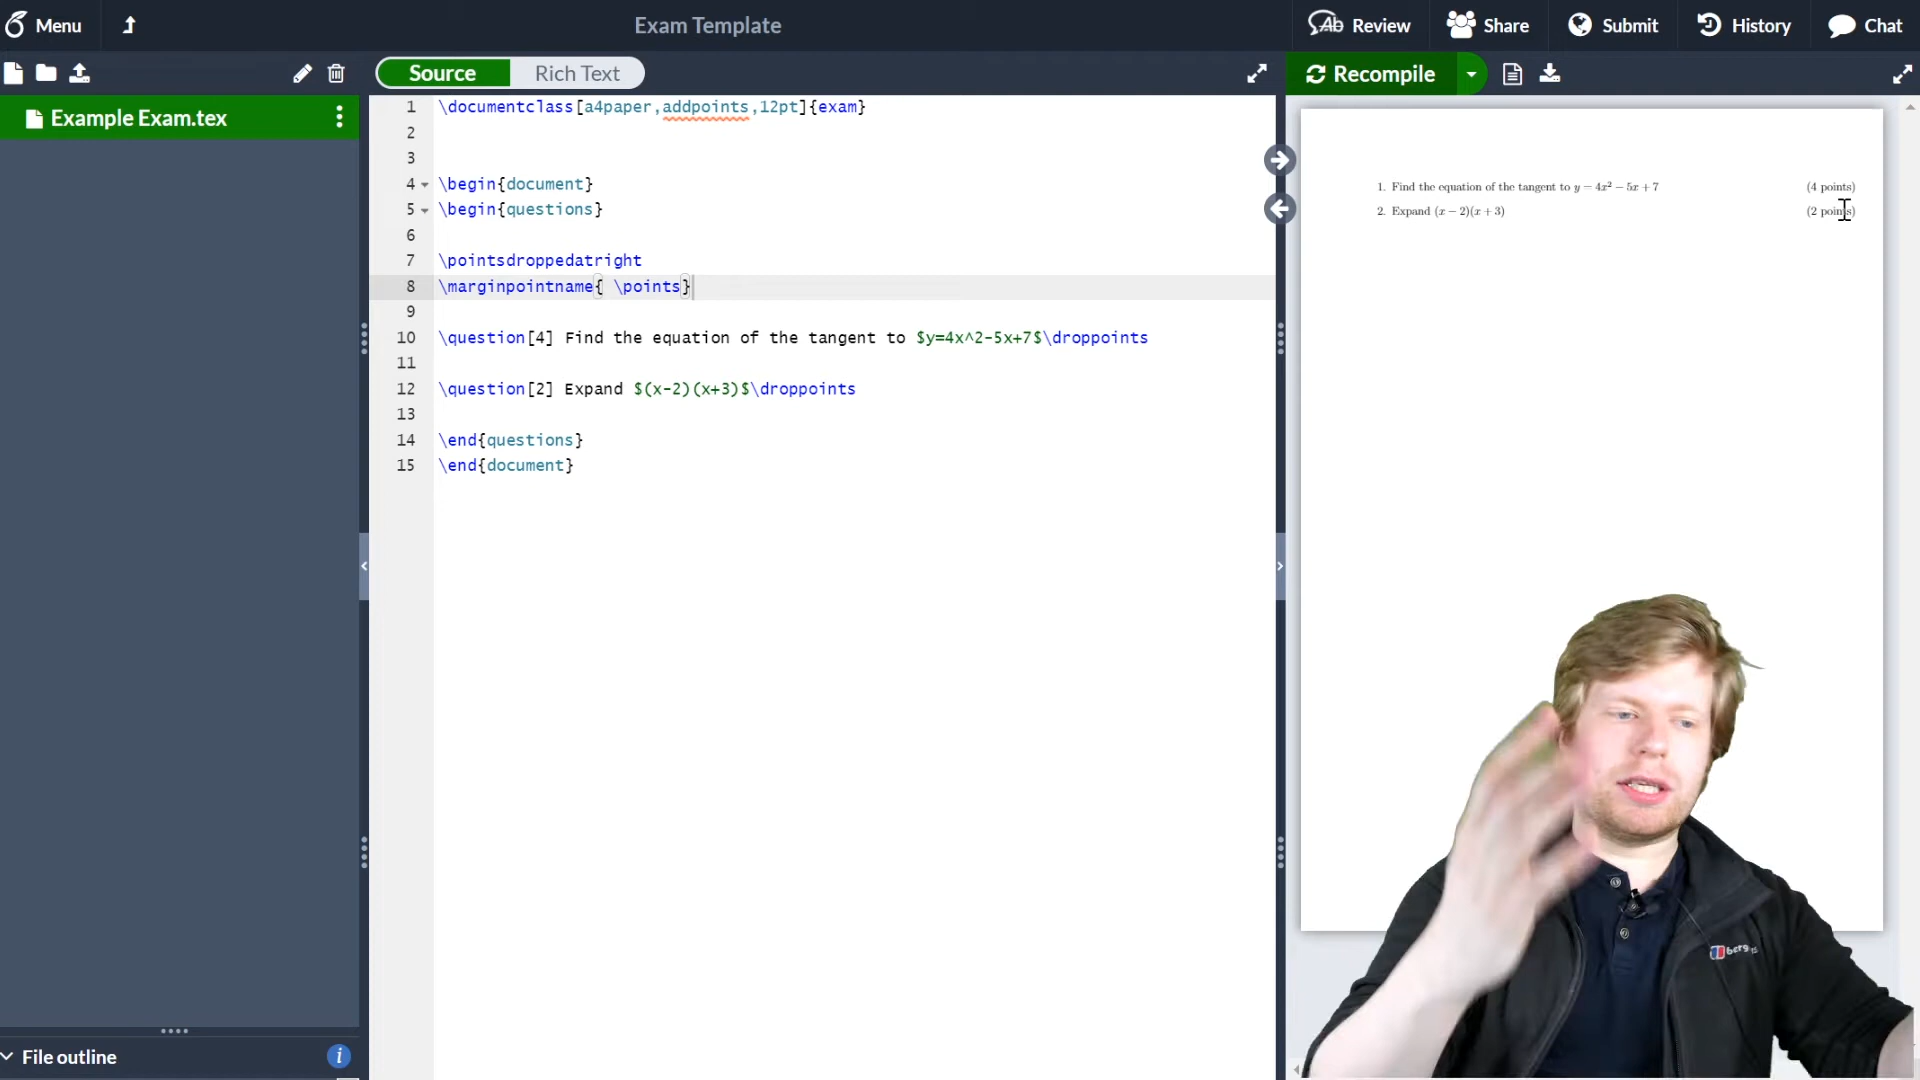 Menu
Exam Template
Review
Share
Submit
History
Chat
Source
Rich Text
Recompile
Example Exam.tex
1 \documentclass[a4paper,addpoints,12pt]{exam}
2
3
4 \begin{document}
5 \begin{questions}
6
7 \pointsdroppedatright
8 \marginpointname{ \points}
9
10 \question[4] Find the equation of the tangent to $y=4x^2-5x+7$\droppoints
11
12 \question[2] Expand $(x-2)(x+3)$\droppoints
13
14 \end{questions}
15 \end{document}
1. Find the equation of the tangent to y = 4x² − 5x + 7 (4 points)
2. Expand (x − 2)(x + 3) (2 points)
File outline